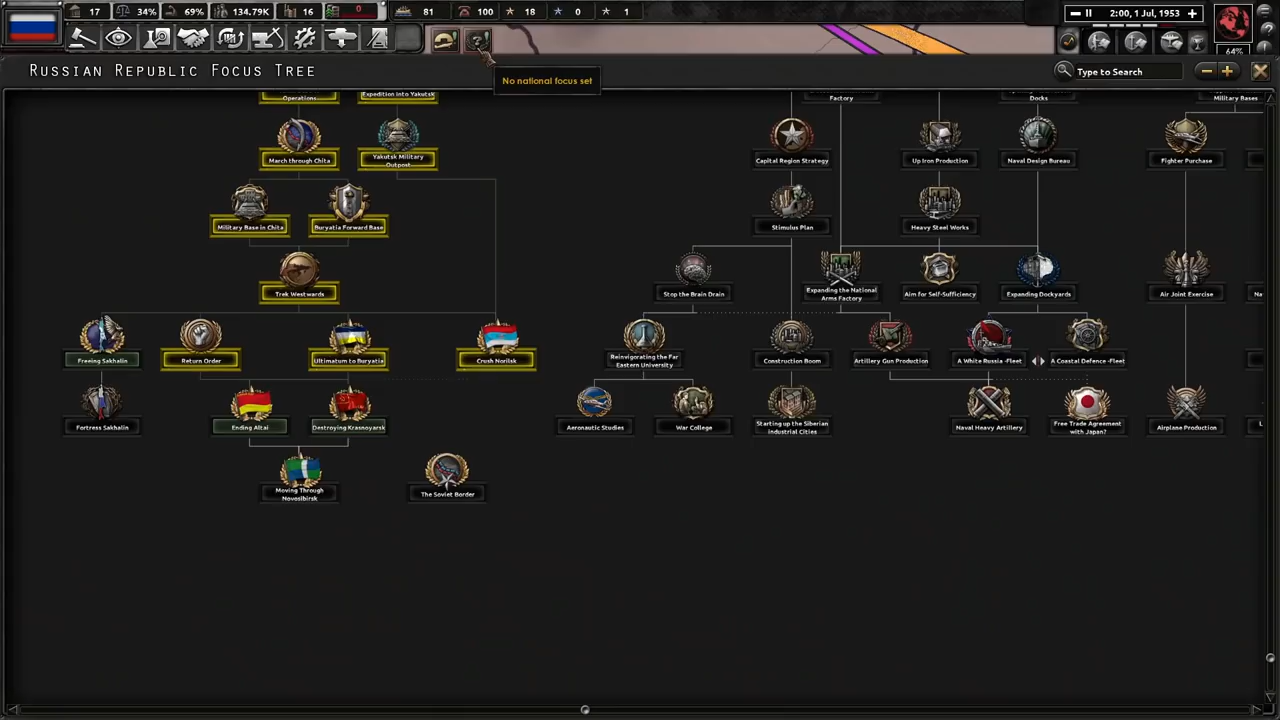 17 34% 69% 134.79K 16 0 81 100 18 0 1
2:00, 1 Jul, 1953
64%
Russian Republic Focus Tree
No national focus set
Type to Search
Operations
Expedition into Yakutsk
Factory
Docks
Military Bases
March through Chita
Yakutsk Military
Outpost
Capital Region Strategy
Up Iron Production
Naval Design Bureau
Fighter Purchase
Military Base in Chita
Buryatia Forward Base
Stimulus Plan
Heavy Steel Works
Trek Westwards
Stop the Brain Drain
Expanding the National
Arms Factory
Aim for Self-Sufficiency
Expanding Dockyards
Air Joint Exercise
Freeing Sakhalin
Return Order
Ultimatum to Buryatia
Crush Norilsk
Reinvigorating the Far
Eastern University
Construction Boom
Artillery Gun Production
A White Russia -Fleet
A Coastal Defence -Fleet
Fortress Sakhalin
Ending Altai
Destroying Krasnoyarsk
Aeronautic Studies
War College
Starting up the Siberian
Industrial Cities
Naval Heavy Artillery
Free Trade Agreement
with Japan?
Airplane Production
Moving Through
Novosibirsk
The Soviet Border